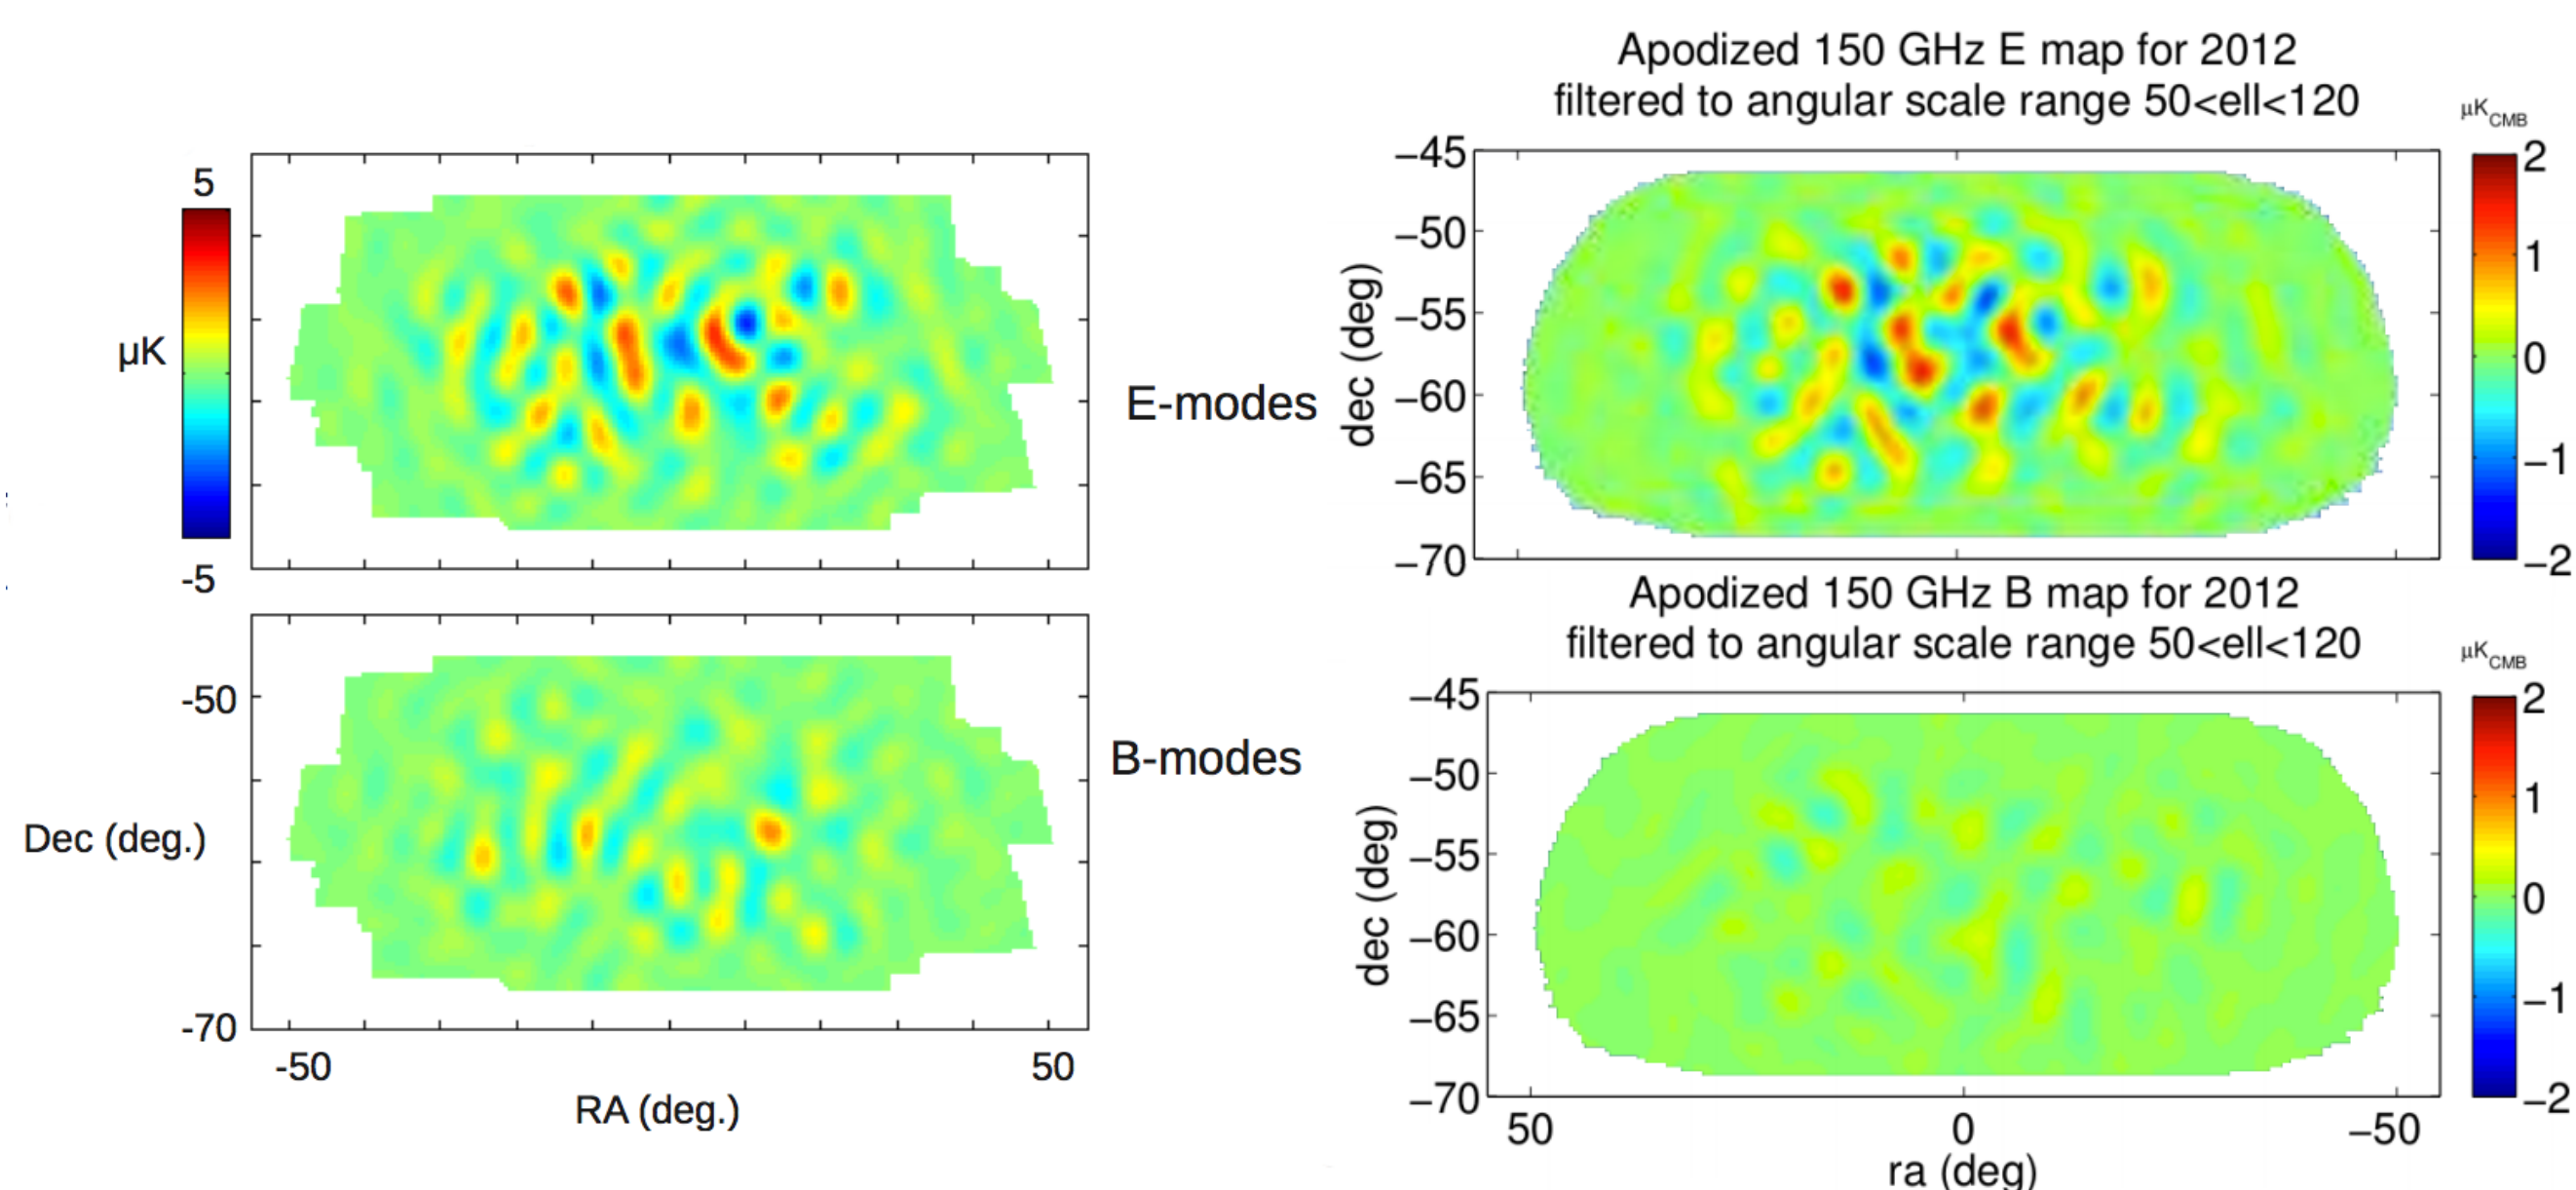 5
μK
-5
E-modes
-50
B-modes
Dec (deg.)
-70
-50
50
RA (deg.)
Apodized 150 GHz E map for 2012
filtered to angular scale range 50<ell<120
μK_CMB
−45
−50
−55
−60
−65
−70
dec (deg)
2
1
0
−1
−2
Apodized 150 GHz B map for 2012
filtered to angular scale range 50<ell<120
μK_CMB
−45
−50
−55
−60
−65
−70
dec (deg)
2
1
0
−1
−2
50
0
−50
ra (deg)